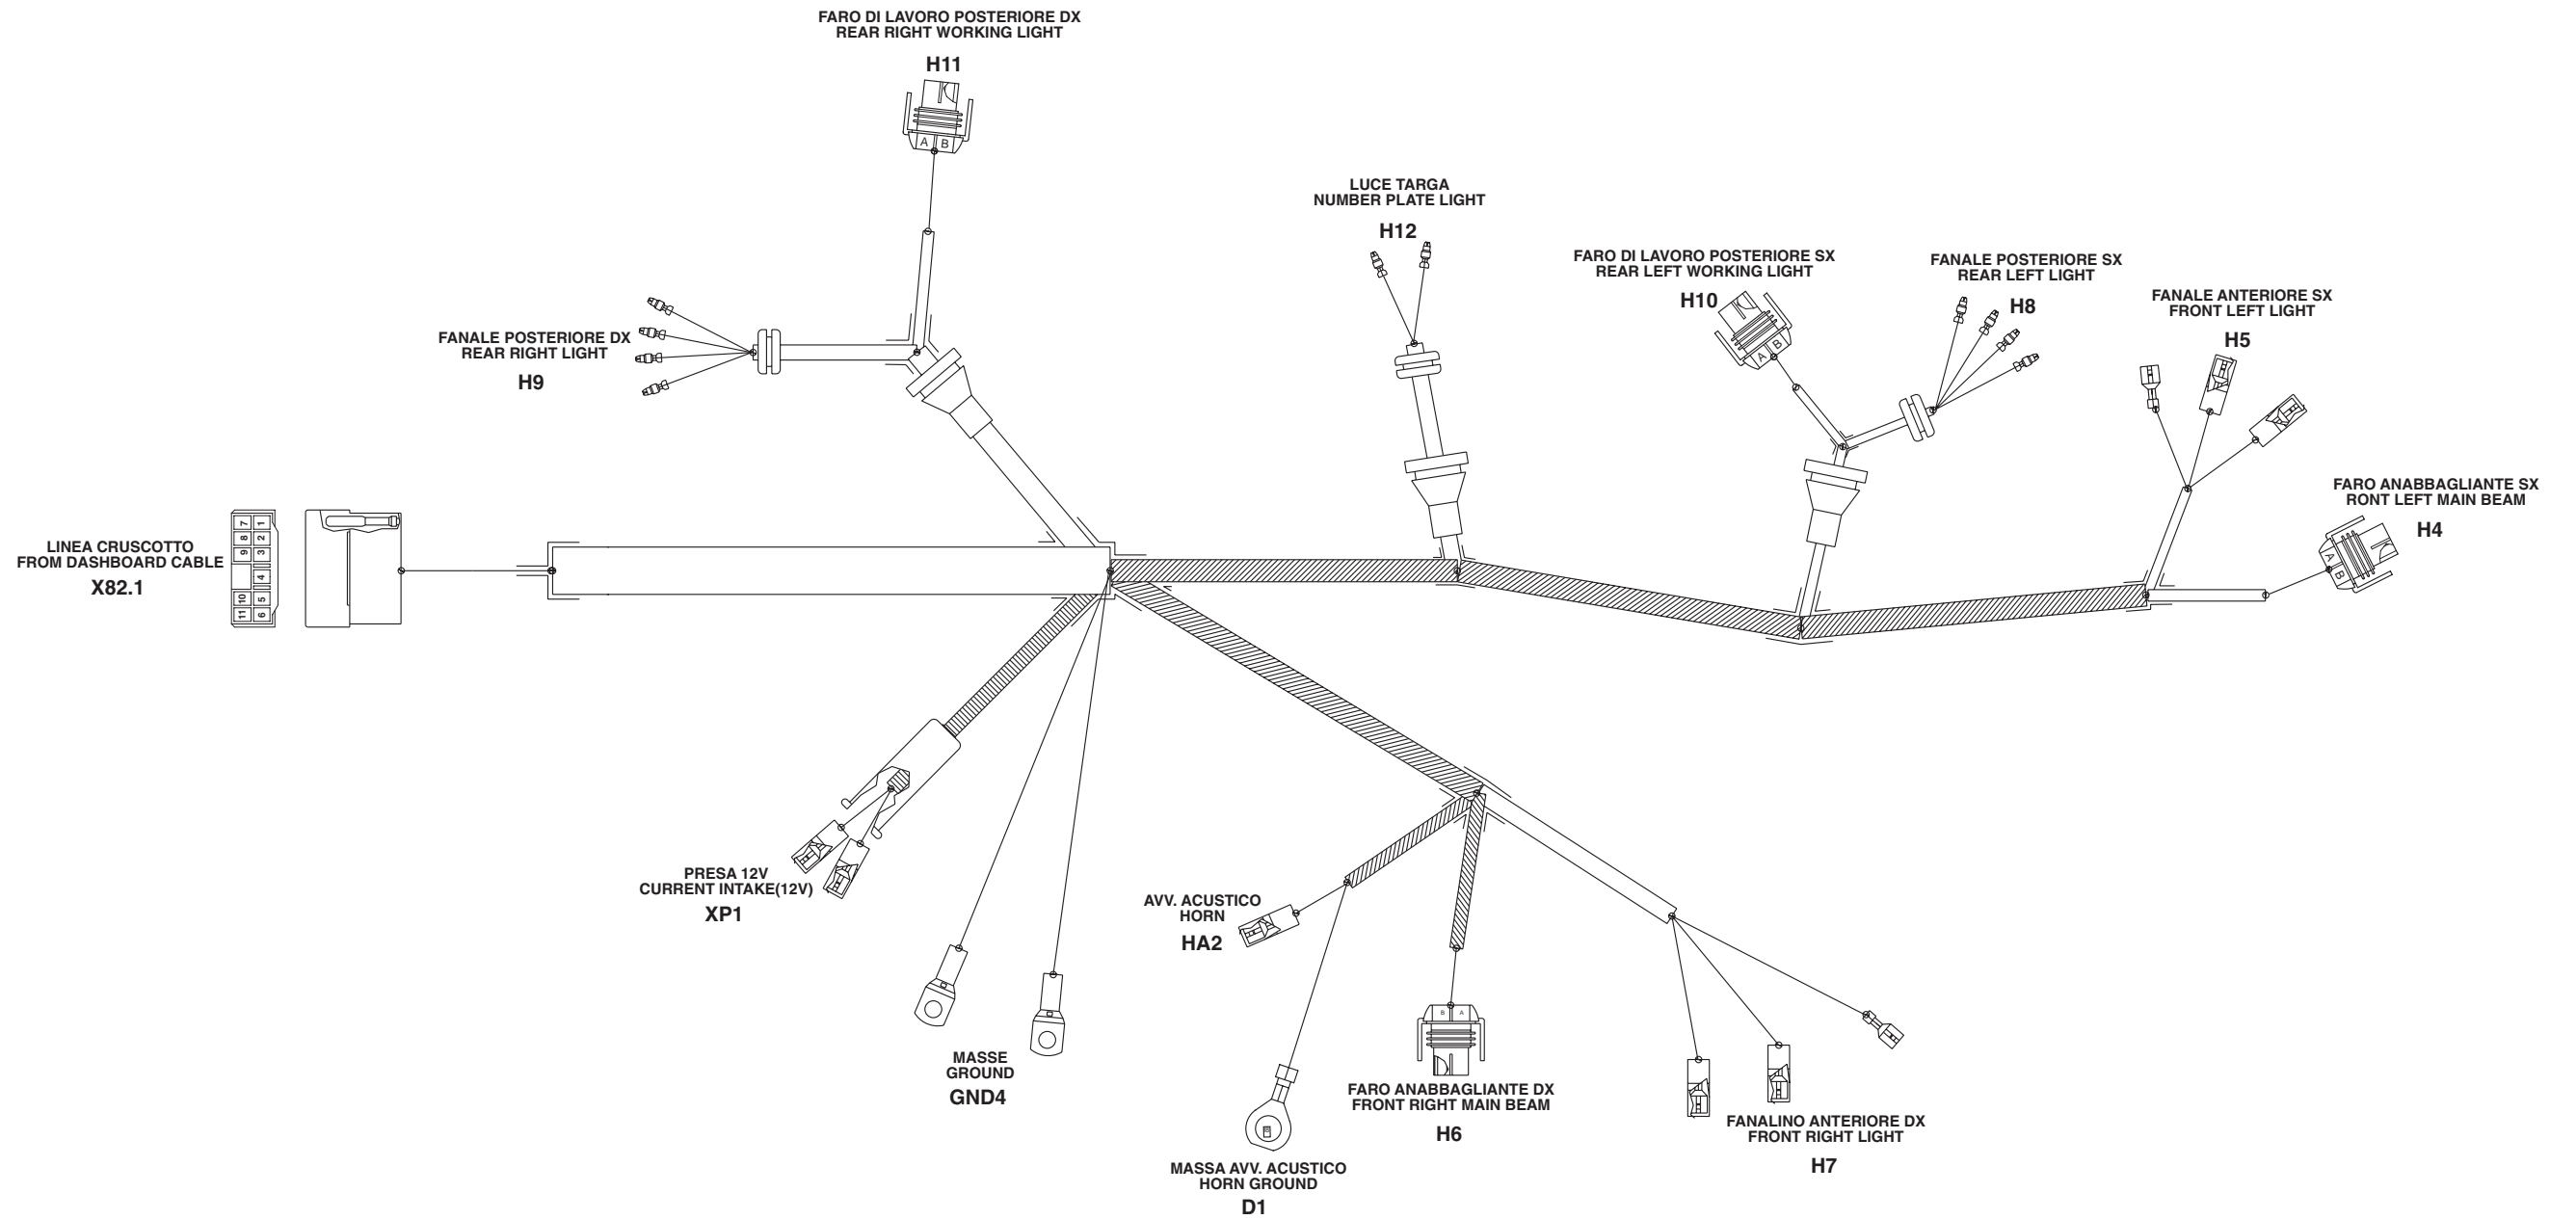 FARO DI LAVORO POSTERIORE DX
REAR RIGHT WORKING LIGHT
H11
A B
LUCE TARGA
NUMBER PLATE LIGHT
H12
FARO DI LAVORO POSTERIORE SX
REAR LEFT WORKING LIGHT
H10
A B
FANALE POSTERIORE SX
REAR LEFT LIGHT
H8
FANALE ANTERIORE SX
FRONT LEFT LIGHT
H5
FANALE POSTERIORE DX
REAR RIGHT LIGHT
H9
FARO ANABBAGLIANTE SX
RONT LEFT MAIN BEAM
H4
A B
LINEA CRUSCOTTO
FROM DASHBOARD CABLE
X82.1
7 1
8 2
9 3
4
10 5
11 6
PRESA 12V
CURRENT INTAKE(12V)
XP1
AVV. ACUSTICO
HORN
HA2
MASSE
GROUND
GND4
B A
FARO ANABBAGLIANTE DX
FRONT RIGHT MAIN BEAM
H6
FANALINO ANTERIORE DX
FRONT RIGHT LIGHT
H7
MASSA AVV. ACUSTICO
HORN GROUND
D1